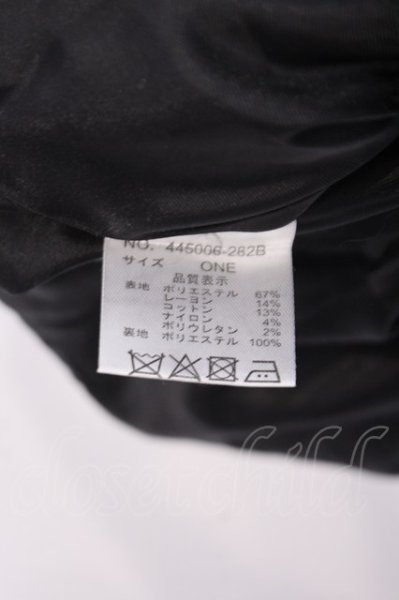 NO. 445006-282B
サイズ ONE
品質表示
表地 ポリエステル 67%
レーヨン 14%
コットン 13%
ナイロン 4%
ポリウレタン 2%
裏地 ポリエステル 100%
closet child